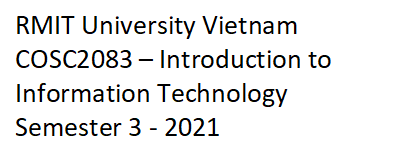 RMIT University Vietnam
COSC2083 – Introduction to
Information Technology
Semester 3 - 2021